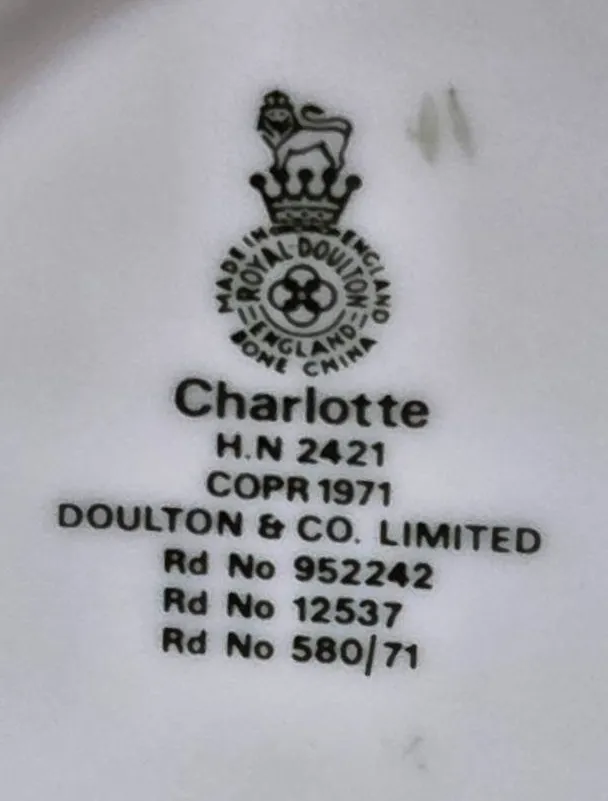 MADE IN ENGLAND
ROYAL DOULTON
ENGLAND
BONE CHINA
Charlotte
H.N 2421
COPR 1971
DOULTON & CO. LIMITED
Rd No 952242
Rd No 12537
Rd No 580/71